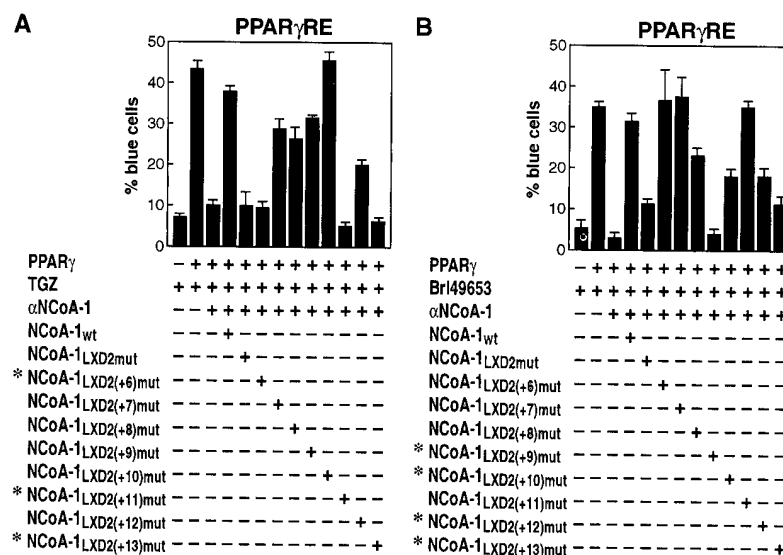 A
PPARγRE
% blue cells
50
40
30
20
10
0
PPARγ – + + + + + + + + + + + +
TGZ + + + + + + + + + + + + +
αNCoA-1 – – + + + + + + + + + + +
NCoA-1wt – – – + – – – – – – – – –
NCoA-1LXD2mut – – – – + – – – – – – – –
* NCoA-1LXD2(+6)mut – – – – – + – – – – – – –
NCoA-1LXD2(+7)mut – – – – – – + – – – – – –
NCoA-1LXD2(+8)mut – – – – – – – + – – – – –
NCoA-1LXD2(+9)mut – – – – – – – – + – – – –
NCoA-1LXD2(+10)mut – – – – – – – – – + – – –
* NCoA-1LXD2(+11)mut – – – – – – – – – – + – –
NCoA-1LXD2(+12)mut – – – – – – – – – – – + –
* NCoA-1LXD2(+13)mut – – – – – – – – – – – – +
B
PPARγRE
% blue cells
50
40
30
20
10
0
PPARγ – + + + + + + + + + + + +
Brl49653 + + + + + + + + + + + + +
αNCoA-1 – – + + + + + + + + + + +
NCoA-1wt – – – + – – – – – – – – –
NCoA-1LXD2mut – – – – + – – – – – – – –
NCoA-1LXD2(+6)mut – – – – – + – – – – – – –
NCoA-1LXD2(+7)mut – – – – – – + – – – – – –
NCoA-1LXD2(+8)mut – – – – – – – + – – – – –
* NCoA-1LXD2(+9)mut – – – – – – – – + – – – –
* NCoA-1LXD2(+10)mut – – – – – – – – – + – – –
NCoA-1LXD2(+11)mut – – – – – – – – – – + – –
* NCoA-1LXD2(+12)mut – – – – – – – – – – – + –
* NCoA-1LXD2(+13)mut – – – – – – – – – – – – +